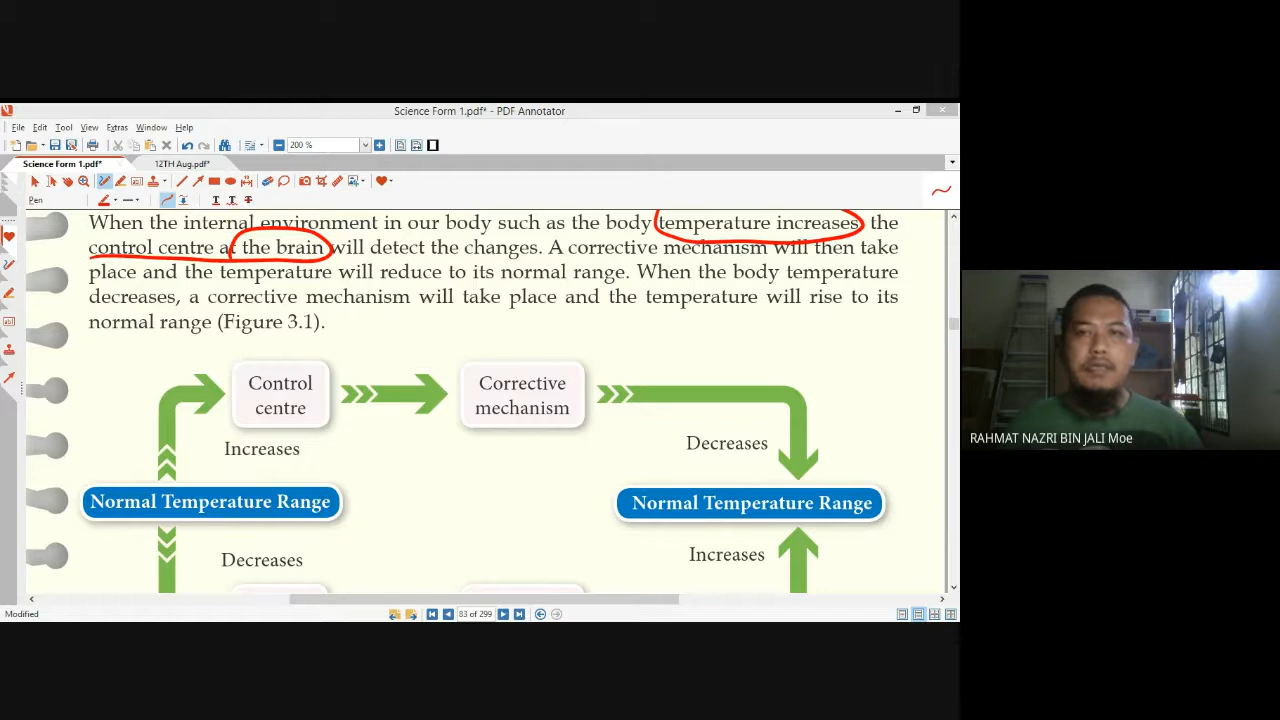 Science Form 1.pdf* - PDF Annotator
File Edit Tool View Extras Window Help
200 %
Science Form 1.pdf* 12TH Aug.pdf*
Pen
When the internal environment in our body such as the body temperature increases the
control centre at the brain will detect the changes. A corrective mechanism will then take
place and the temperature will reduce to its normal range. When the body temperature
decreases, a corrective mechanism will take place and the temperature will rise to its
normal range (Figure 3.1).
Control
centre
Corrective
mechanism
Increases
Decreases
Normal Temperature Range
Normal Temperature Range
Decreases
Increases
Modified
83 of 299
RAHMAT NAZRI BIN JALI Moe